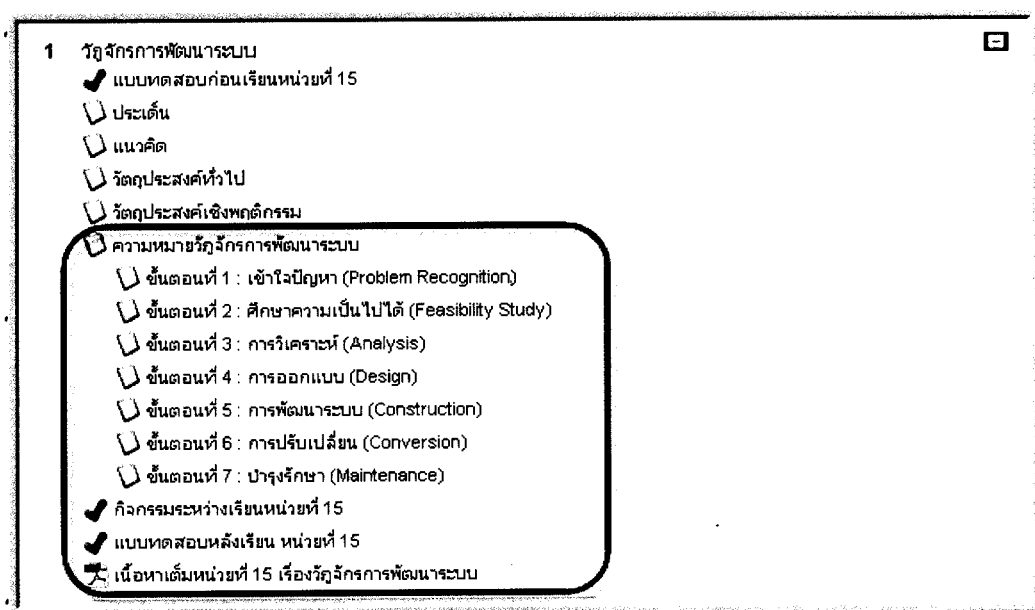 1 วัฏจักรการพัฒนาระบบ
แบบทดสอบก่อนเรียนหน่วยที่ 15
ประเด็น
แนวคิด
วัตถุประสงค์ทั่วไป
วัตถุประสงค์เชิงพฤติกรรม
ความหมายวัฏจักรการพัฒนาระบบ
ขั้นตอนที่ 1 : เข้าใจปัญหา (Problem Recognition)
ขั้นตอนที่ 2 : ศึกษาความเป็นไปได้ (Feasibility Study)
ขั้นตอนที่ 3 : การวิเคราะห์ (Analysis)
ขั้นตอนที่ 4 : การออกแบบ (Design)
ขั้นตอนที่ 5 : การพัฒนาระบบ (Construction)
ขั้นตอนที่ 6 : การปรับเปลี่ยน (Conversion)
ขั้นตอนที่ 7 : บำรุงรักษา (Maintenance)
กิจกรรมระหว่างเรียนหน่วยที่ 15
แบบทดสอบหลังเรียน หน่วยที่ 15
เนื้อหาเต็มหน่วยที่ 15 เรื่องวัฏจักรการพัฒนาระบบ